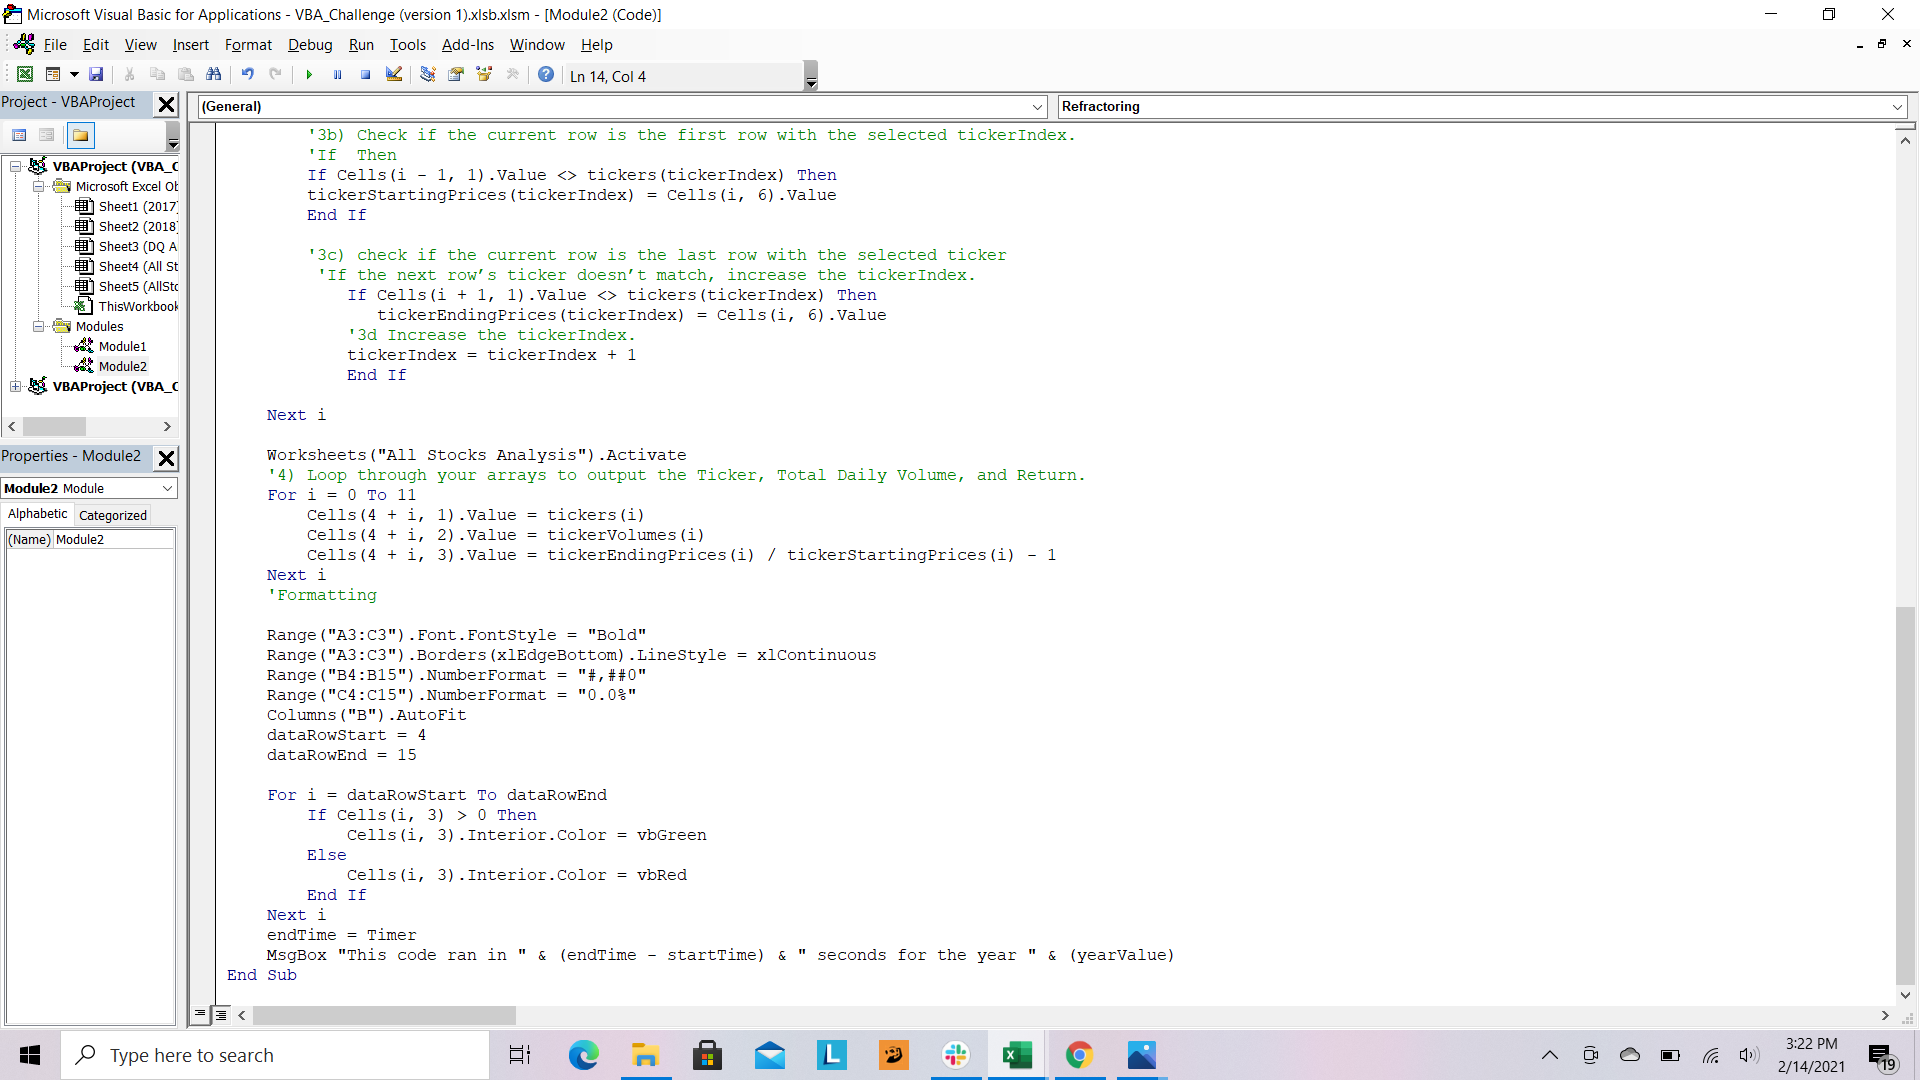 Microsoft Visual Basic for Applications - VBA_Challenge (version 1).xlsb.xlsm - [Module2 (Code)]
File Edit View Insert Format Debug Run Tools Add-Ins Window Help
Ln 14, Col 4
Project - VBAProject
(General)
Refractoring
VBAProject (VBA_C
Microsoft Excel Ob
Sheet1 (2017)
Sheet2 (2018)
Sheet3 (DQ A
Sheet4 (All St
Sheet5 (AllSto
ThisWorkbook
Modules
Module1
Module2
VBAProject (VBA_C
Properties - Module2
Module2 Module
Alphabetic Categorized
(Name) Module2
'3b) Check if the current row is the first row with the selected tickerIndex.
'If  Then
If Cells(i - 1, 1).Value <> tickers(tickerIndex) Then
tickerStartingPrices(tickerIndex) = Cells(i, 6).Value
End If
'3c) check if the current row is the last row with the selected ticker
'If the next row’s ticker doesn’t match, increase the tickerIndex.
If Cells(i + 1, 1).Value <> tickers(tickerIndex) Then
tickerEndingPrices(tickerIndex) = Cells(i, 6).Value
'3d Increase the tickerIndex.
tickerIndex = tickerIndex + 1
End If
Next i
Worksheets("All Stocks Analysis").Activate
'4) Loop through your arrays to output the Ticker, Total Daily Volume, and Return.
For i = 0 To 11
Cells(4 + i, 1).Value = tickers(i)
Cells(4 + i, 2).Value = tickerVolumes(i)
Cells(4 + i, 3).Value = tickerEndingPrices(i) / tickerStartingPrices(i) - 1
Next i
'Formatting
Range("A3:C3").Font.FontStyle = "Bold"
Range("A3:C3").Borders(xlEdgeBottom).LineStyle = xlContinuous
Range("B4:B15").NumberFormat = "#,##0"
Range("C4:C15").NumberFormat = "0.0%"
Columns("B").AutoFit
dataRowStart = 4
dataRowEnd = 15
For i = dataRowStart To dataRowEnd
If Cells(i, 3) > 0 Then
Cells(i, 3).Interior.Color = vbGreen
Else
Cells(i, 3).Interior.Color = vbRed
End If
Next i
endTime = Timer
MsgBox "This code ran in " & (endTime - startTime) & " seconds for the year " & (yearValue)
End Sub
Type here to search
L
3:22 PM
2/14/2021
19